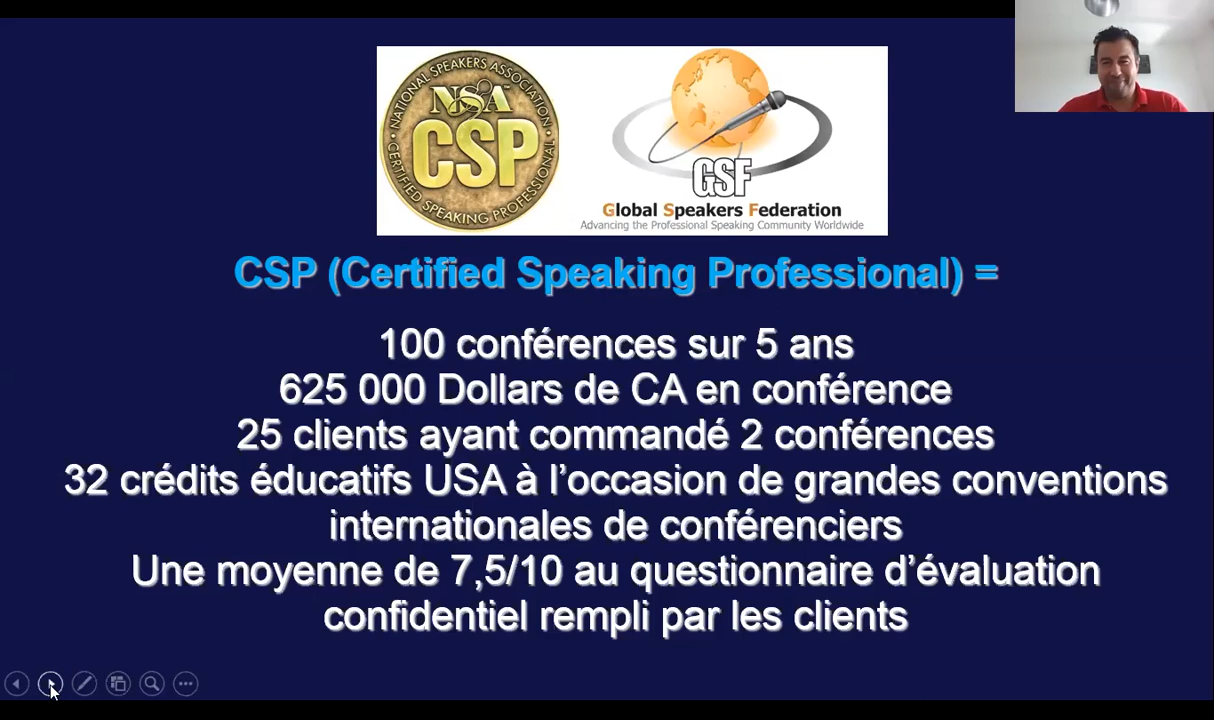 NATIONAL SPEAKERS ASSOCIATION
NSA
CSP
CERTIFIED SPEAKING PROFESSIONAL
GSF
Global Speakers Federation
Advancing the Professional Speaking Community Worldwide
CSP (Certified Speaking Professional) =
100 conférences sur 5 ans
625 000 Dollars de CA en conférence
25 clients ayant commandé 2 conférences
32 crédits éducatifs USA à l’occasion de grandes conventions
internationales de conférenciers
Une moyenne de 7,5/10 au questionnaire d’évaluation
confidentiel rempli par les clients